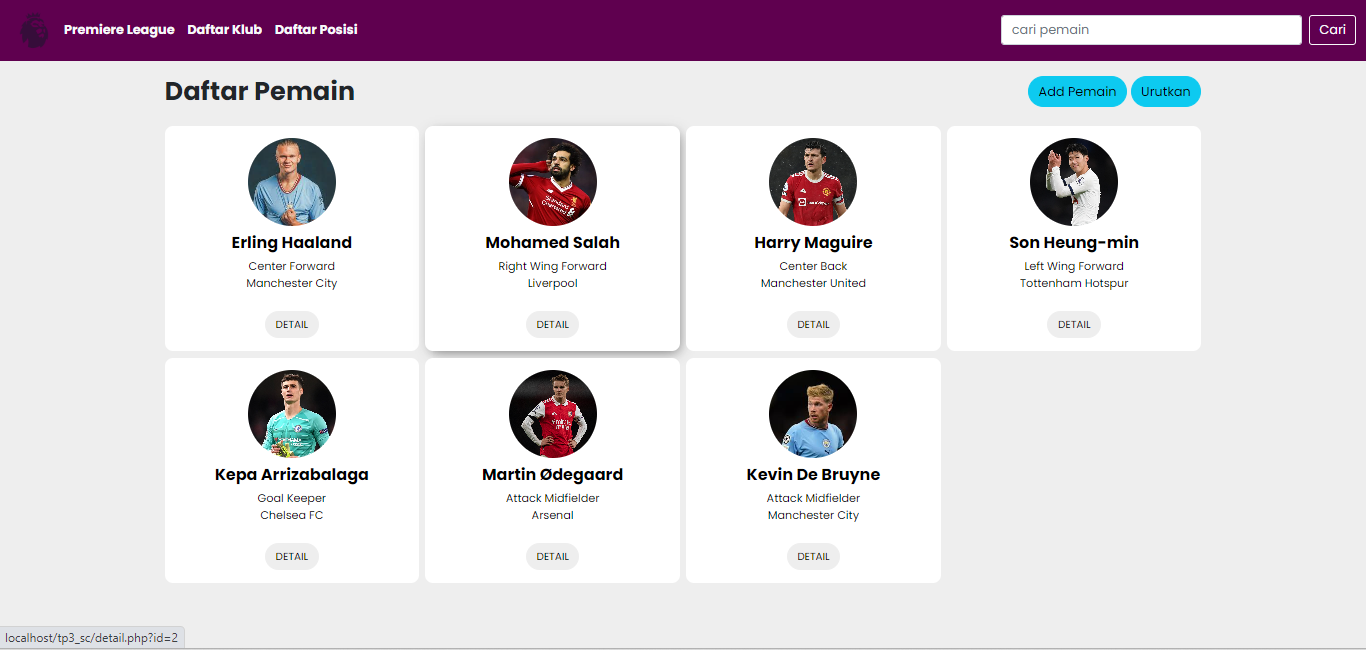 Premiere League Daftar Klub Daftar Posisi cari pemain Cari
Daftar Pemain Add Pemain Urutkan
Erling Haaland
Center Forward
Manchester City
DETAIL
Mohamed Salah
Right Wing Forward
Liverpool
DETAIL
Harry Maguire
Center Back
Manchester United
DETAIL
Son Heung-min
Left Wing Forward
Tottenham Hotspur
DETAIL
Kepa Arrizabalaga
Goal Keeper
Chelsea FC
DETAIL
Martin Ødegaard
Attack Midfielder
Arsenal
DETAIL
Kevin De Bruyne
Attack Midfielder
Manchester City
DETAIL
localhost/tp3_sc/detail.php?id=2